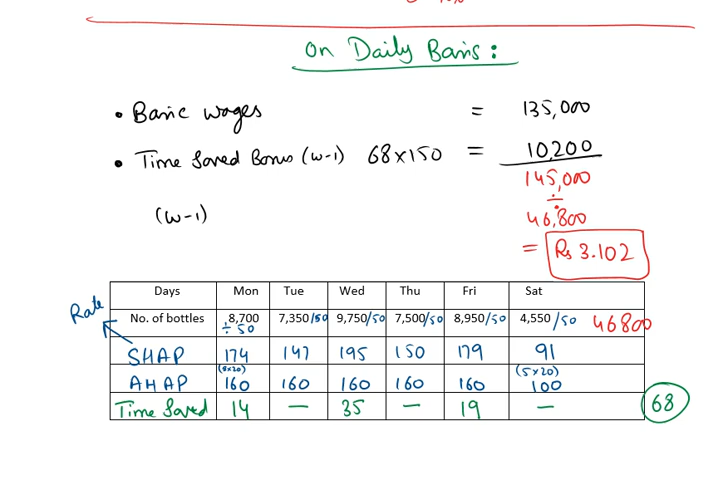 On Daily Basis:
• Basic wages = 135,000
• Time Saved Bonus (W-1) 68x150 = 10,200
145,000
÷
(W-1) 46,800
= Rs 3.102
Days Mon Tue Wed Thu Fri Sat
Rate No. of bottles 8,700 ÷50 7,350/50 9,750/50 7,500/50 8,950/50 4,550/50 46800
SHAP 174 147 195 150 179 91
AHAP (8x20) 160 160 160 160 160 (5x20) 100
Time Saved 14 — 35 — 19 — 68